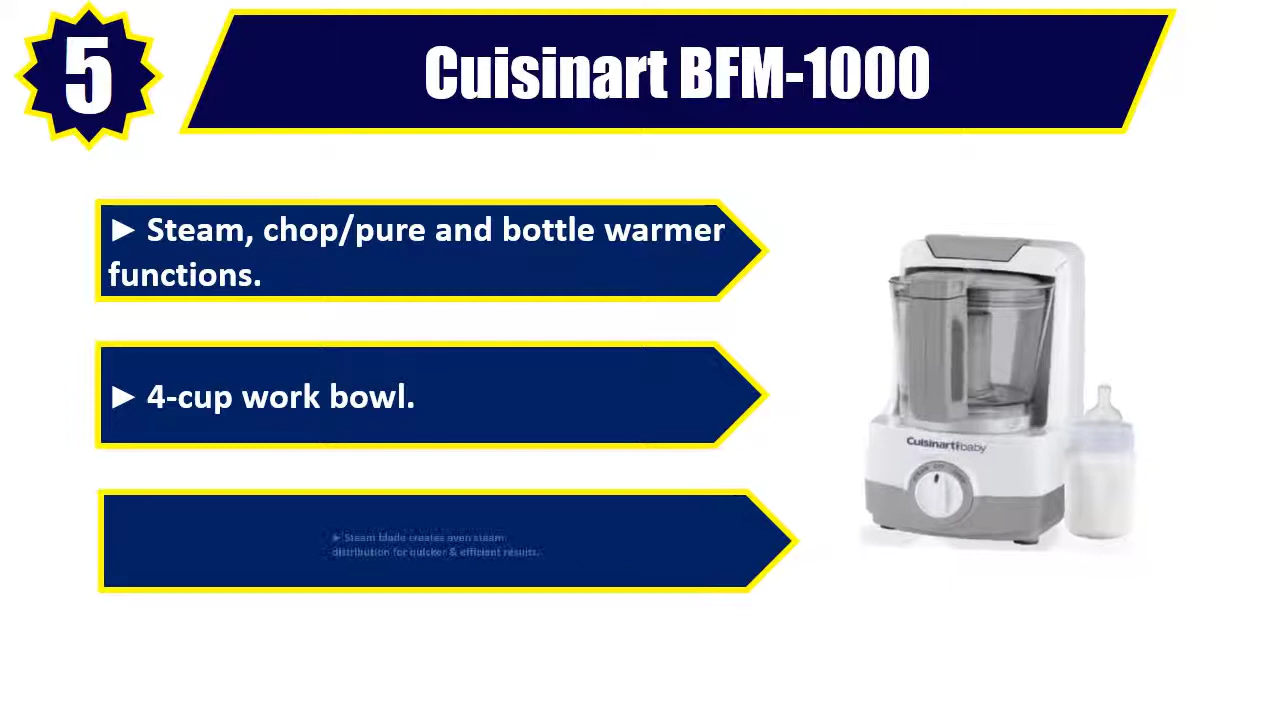 5
Cuisinart BFM-1000
► Steam, chop/pure and bottle warmer
functions.
► 4-cup work bowl.
► Steam blade creates even steam
distribution for quicker & efficient results.
Cuisinart baby